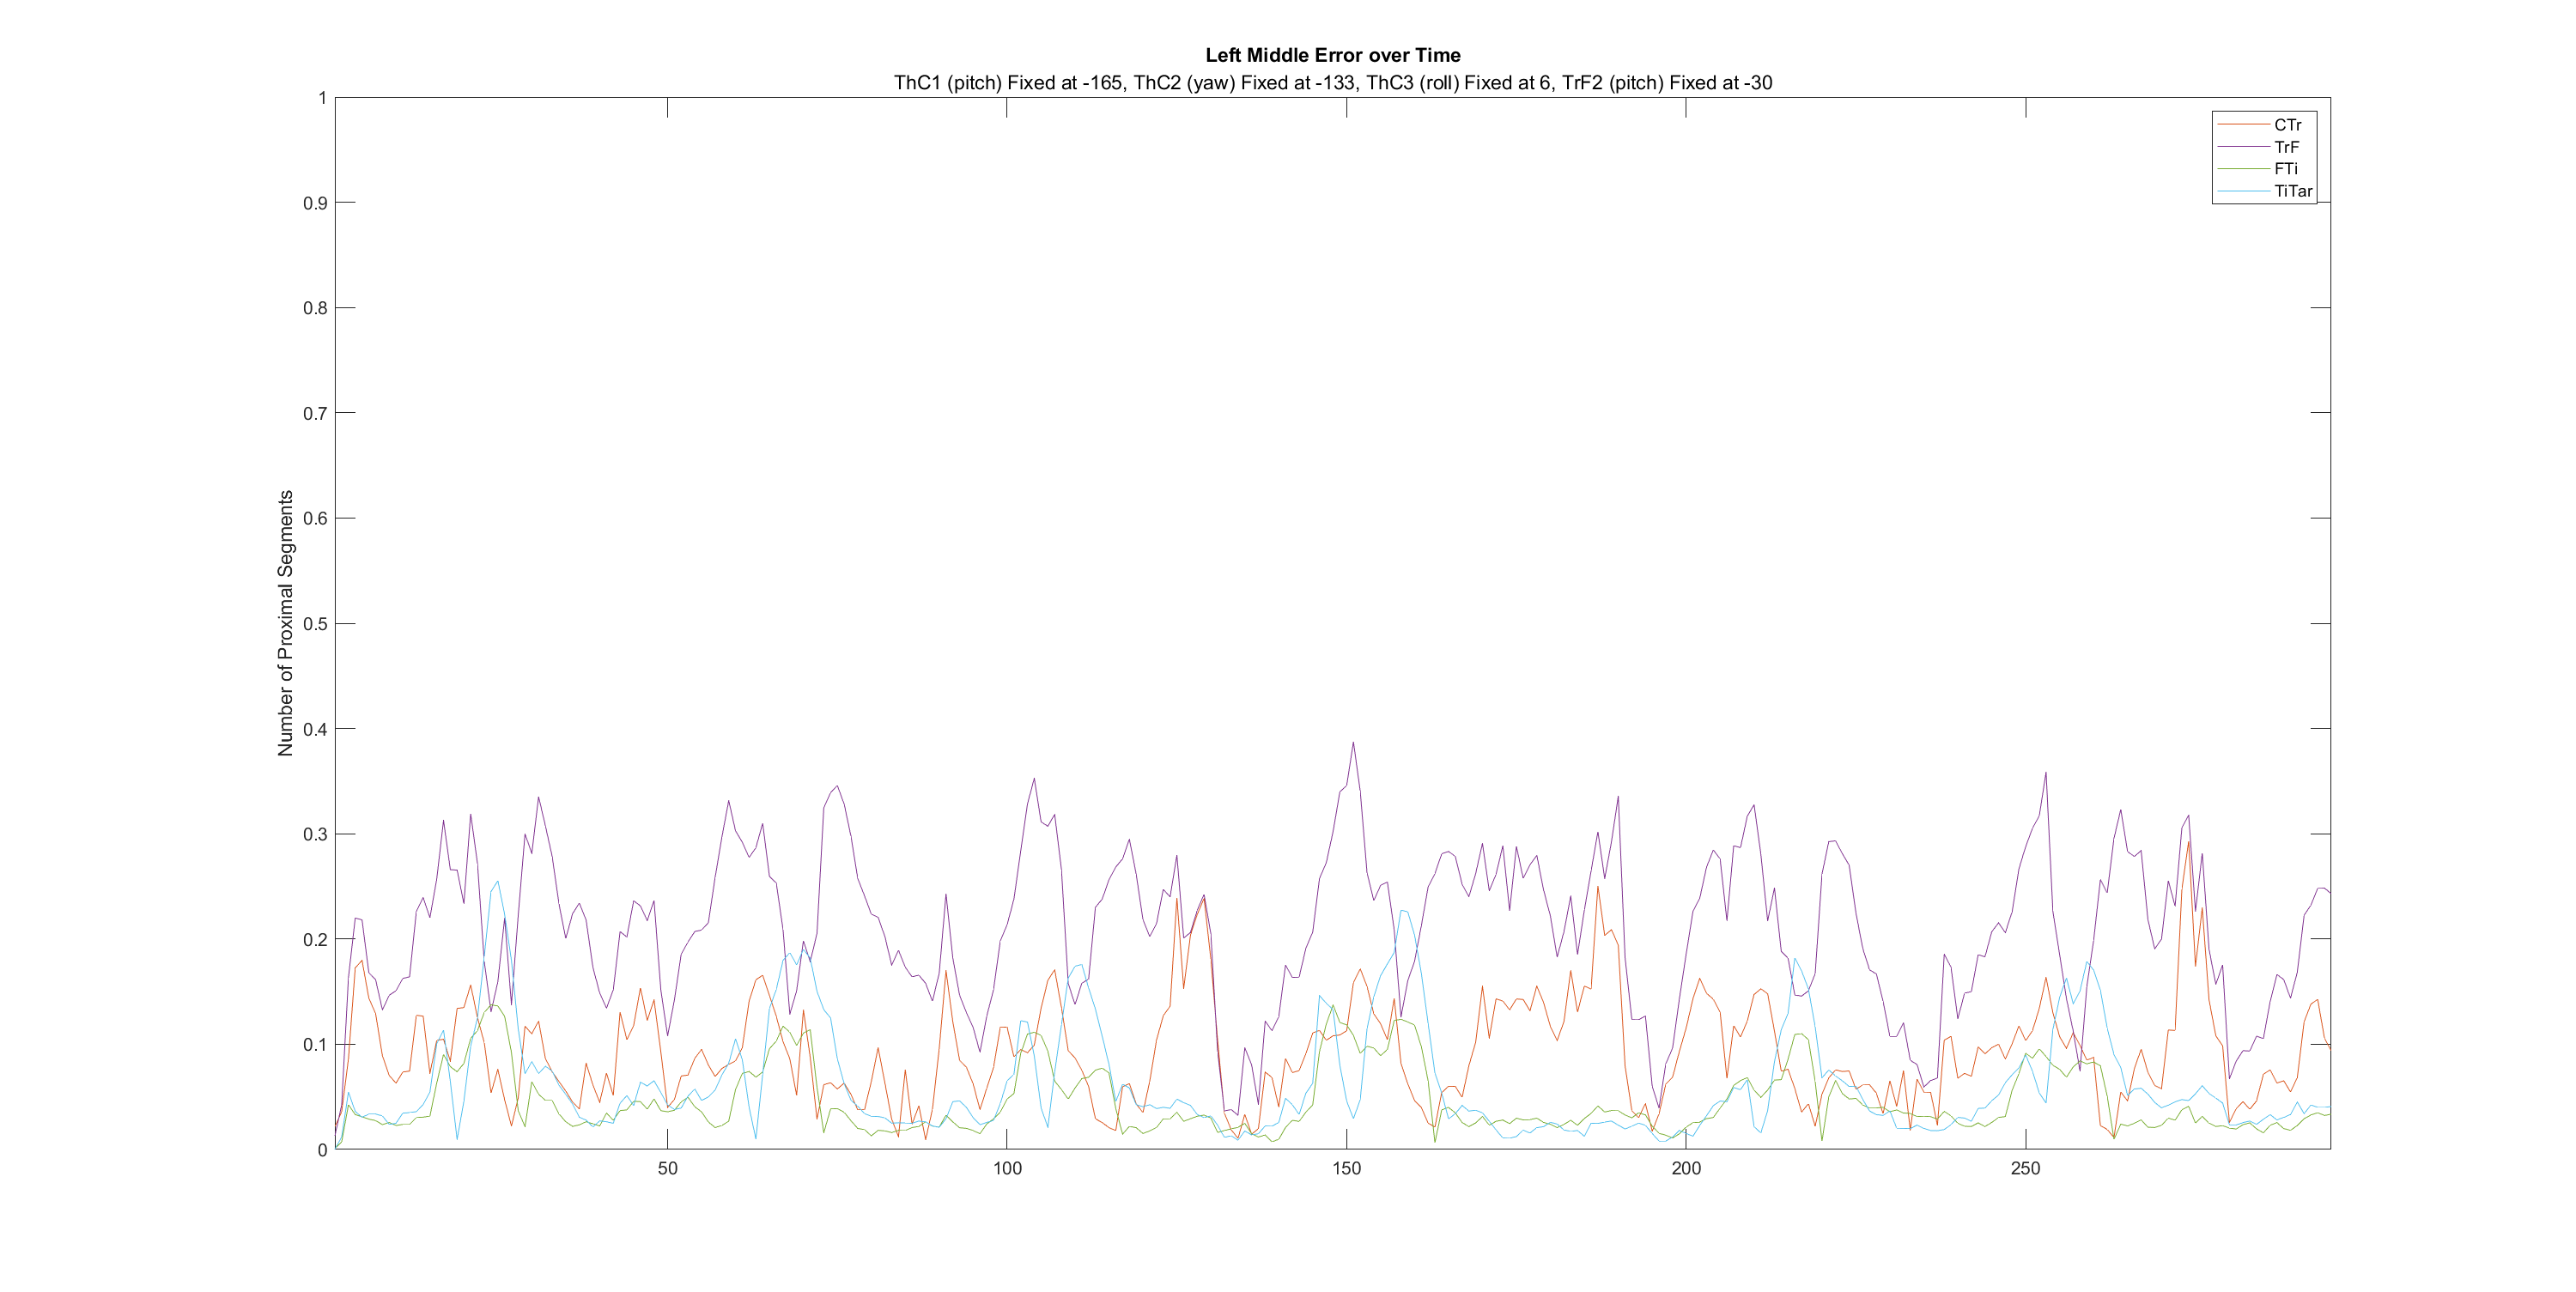 Left Middle Error over Time
ThC1 (pitch) Fixed at -165, ThC2 (yaw) Fixed at -133, ThC3 (roll) Fixed at 6, TrF2 (pitch) Fixed at -30
CTr
TrF
FTi
TiTar
Number of Proximal Segments
1
0.9
0.8
0.7
0.6
0.5
0.4
0.3
0.2
0.1
0
50 100 150 200 250